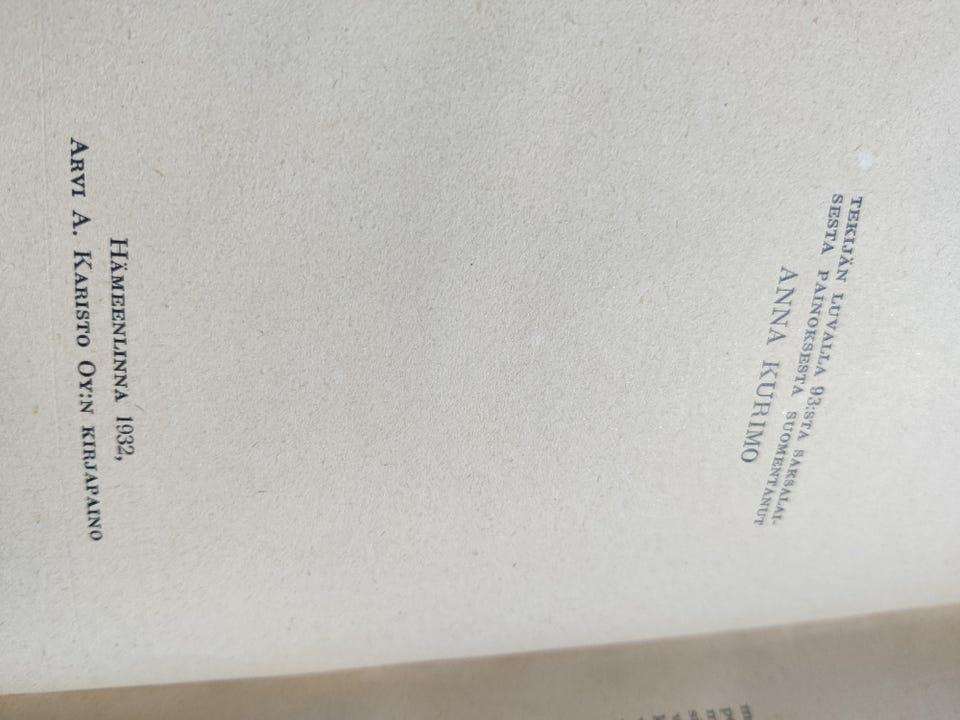 TEKIJÄN LUVALLA 93:STA SAKSALAI-
SESTA PAINOKSESTA SUOMENTANUT
ANNA KURIMO
HÄMEENLINNA 1932,
ARVI A. KARISTO OY:N KIRJAPAINO